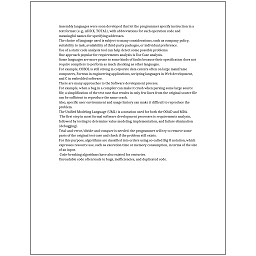 Assembly languages were soon developed that let the programmer specify instruction in a
text format (e.g., ADD X, TOTAL), with abbreviations for each operation code and
meaningful names for specifying addresses.
The choice of language used is subject to many considerations, such as company policy,
suitability to task, availability of third-party packages, or individual preference.
Use of a static code analysis tool can help detect some possible problems.
One approach popular for requirements analysis is Use Case analysis.
Some languages are more prone to some kinds of faults because their specification does not
require compilers to perform as much checking as other languages.
For example, COBOL is still strong in corporate data centers often on large mainframe
computers, Fortran in engineering applications, scripting languages in Web development,
and C in embedded software.
There are many approaches to the Software development process.
For example, when a bug in a compiler can make it crash when parsing some large source
file, a simplification of the test case that results in only few lines from the original source file
can be sufficient to reproduce the same crash.
Also, specific user environment and usage history can make it difficult to reproduce the
problem.
The Unified Modeling Language (UML) is a notation used for both the OOAD and MDA.
The first step in most formal software development processes is requirements analysis,
followed by testing to determine value modeling, implementation, and failure elimination
(debugging).
Trial-and-error/divide-and-conquer is needed: the programmer will try to remove some
parts of the original test case and check if the problem still exists.
For this purpose, algorithms are classified into orders using so-called Big O notation, which
expresses resource use, such as execution time or memory consumption, in terms of the size
of an input.
Code-breaking algorithms have also existed for centuries.
Unreadable code often leads to bugs, inefficiencies, and duplicated code.